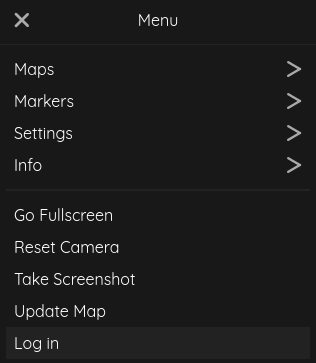 Menu
Maps
Markers
Settings
Info
Go Fullscreen
Reset Camera
Take Screenshot
Update Map
Log in